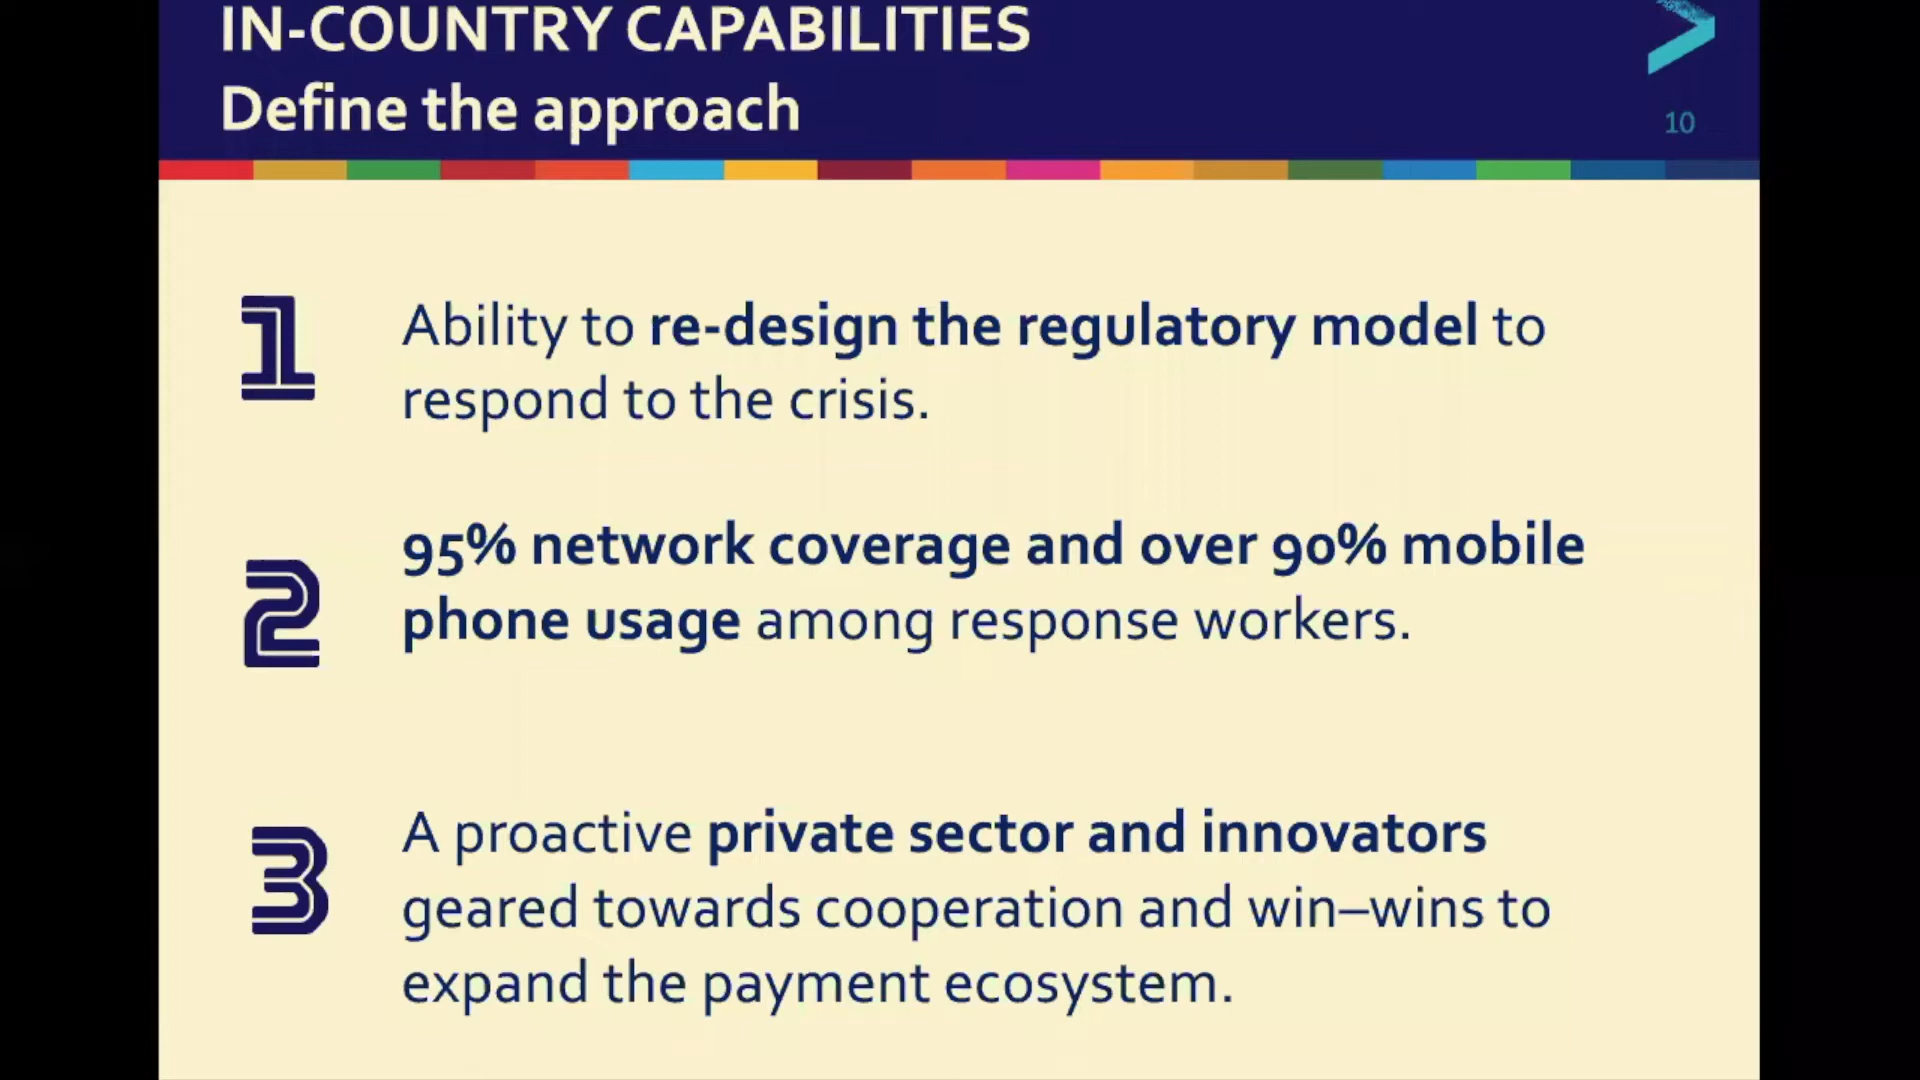 IN-COUNTRY CAPABILITIES
Define the approach
10
1
Ability to re-design the regulatory model to
respond to the crisis.
2
95% network coverage and over 90% mobile
phone usage among response workers.
3
A proactive private sector and innovators
geared towards cooperation and win–wins to
expand the payment ecosystem.